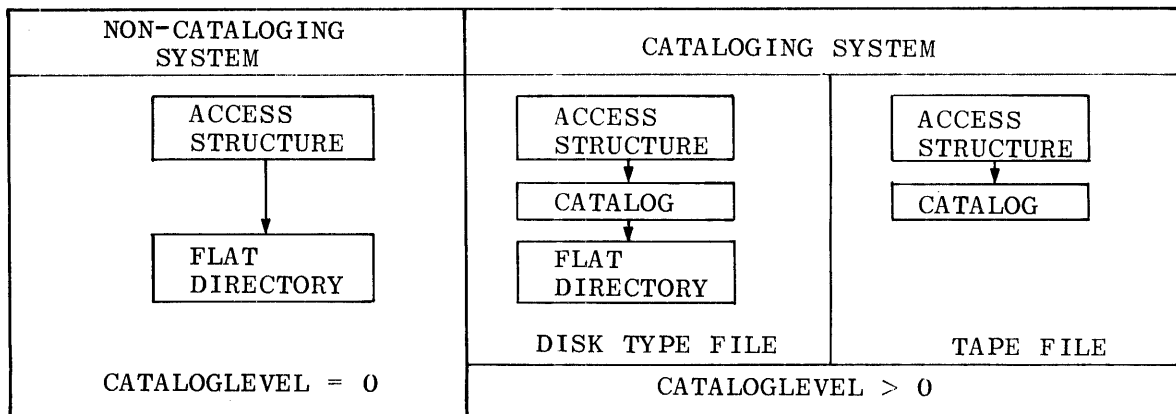 NON-CATALOGING
SYSTEM
CATALOGING SYSTEM
ACCESS
STRUCTURE
FLAT
DIRECTORY
CATALOGLEVEL = 0
ACCESS
STRUCTURE
CATALOG
FLAT
DIRECTORY
DISK TYPE FILE
ACCESS
STRUCTURE
CATALOG
TAPE FILE
CATALOGLEVEL > 0